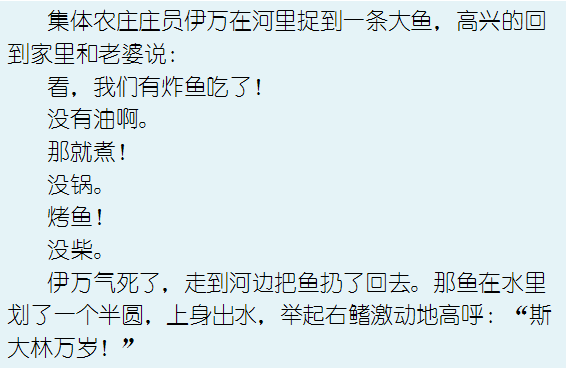 集体农庄庄员伊万在河里捉到一条大鱼，高兴的回
到家里和老婆说：
看，我们有炸鱼吃了！
没有油啊。
那就煮！
没锅。
烤鱼！
没柴。
伊万气死了，走到河边把鱼扔了回去。那鱼在水里
划了一个半圆，上身出水，举起右鳍激动地高呼：“斯
大林万岁！”